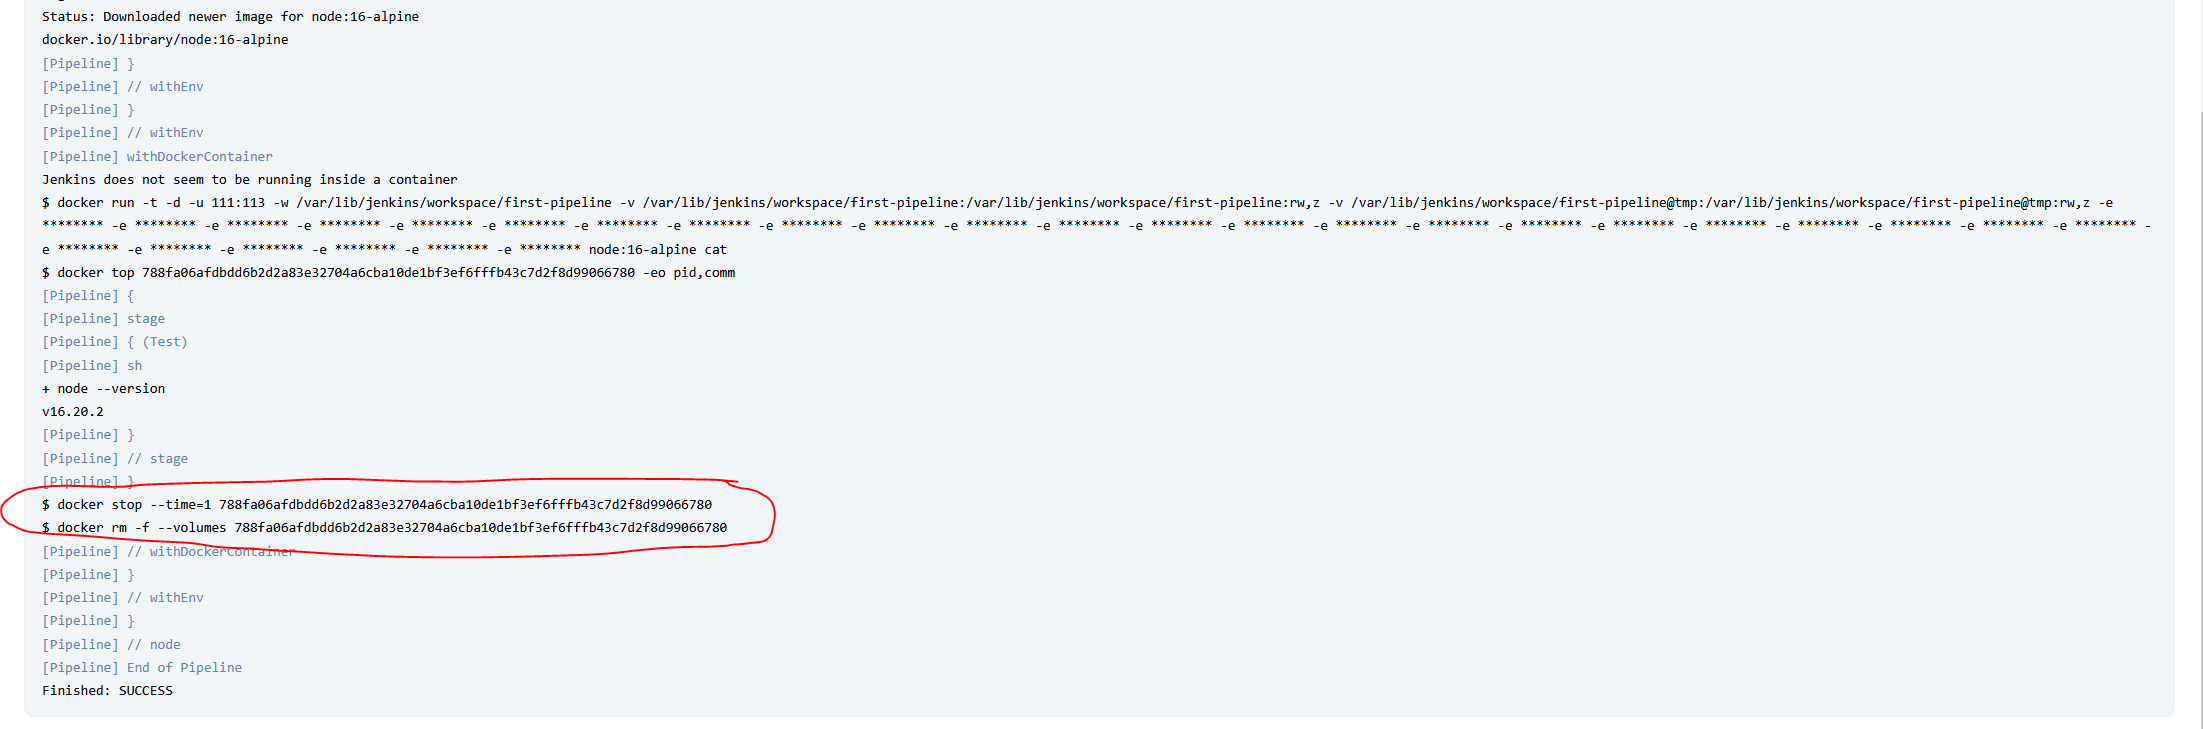 Status: Downloaded newer image for node:16-alpine
docker.io/library/node:16-alpine
[Pipeline] }
[Pipeline] // withEnv
[Pipeline] }
[Pipeline] // withEnv
[Pipeline] withDockerContainer
Jenkins does not seem to be running inside a container
$ docker run -t -d -u 111:113 -w /var/lib/jenkins/workspace/first-pipeline -v /var/lib/jenkins/workspace/first-pipeline:/var/lib/jenkins/workspace/first-pipeline:rw,z -v /var/lib/jenkins/workspace/first-pipeline@tmp:/var/lib/jenkins/workspace/first-pipeline@tmp:rw,z -e
******** -e ******** -e ******** -e ******** -e ******** -e ******** -e ******** -e ******** -e ******** -e ******** -e ******** -e ******** -e ******** -e ******** -e ******** -e ******** -e ******** -e ******** -e ******** -e ******** -e ******** -e ******** -e ******** -
e ******** -e ******** -e ******** -e ******** -e ******** -e ******** node:16-alpine cat
$ docker top 788fa06afdbdd6b2d2a83e32704a6cba10de1bf3ef6fffb43c7d2f8d99066780 -eo pid,comm
[Pipeline] {
[Pipeline] stage
[Pipeline] { (Test)
[Pipeline] sh
+ node --version
v16.20.2
[Pipeline] }
[Pipeline] // stage
[Pipeline] }
$ docker stop --time=1 788fa06afdbdd6b2d2a83e32704a6cba10de1bf3ef6fffb43c7d2f8d99066780
$ docker rm -f --volumes 788fa06afdbdd6b2d2a83e32704a6cba10de1bf3ef6fffb43c7d2f8d99066780
[Pipeline] // withDockerContainer
[Pipeline] }
[Pipeline] // withEnv
[Pipeline] }
[Pipeline] // node
[Pipeline] End of Pipeline
Finished: SUCCESS